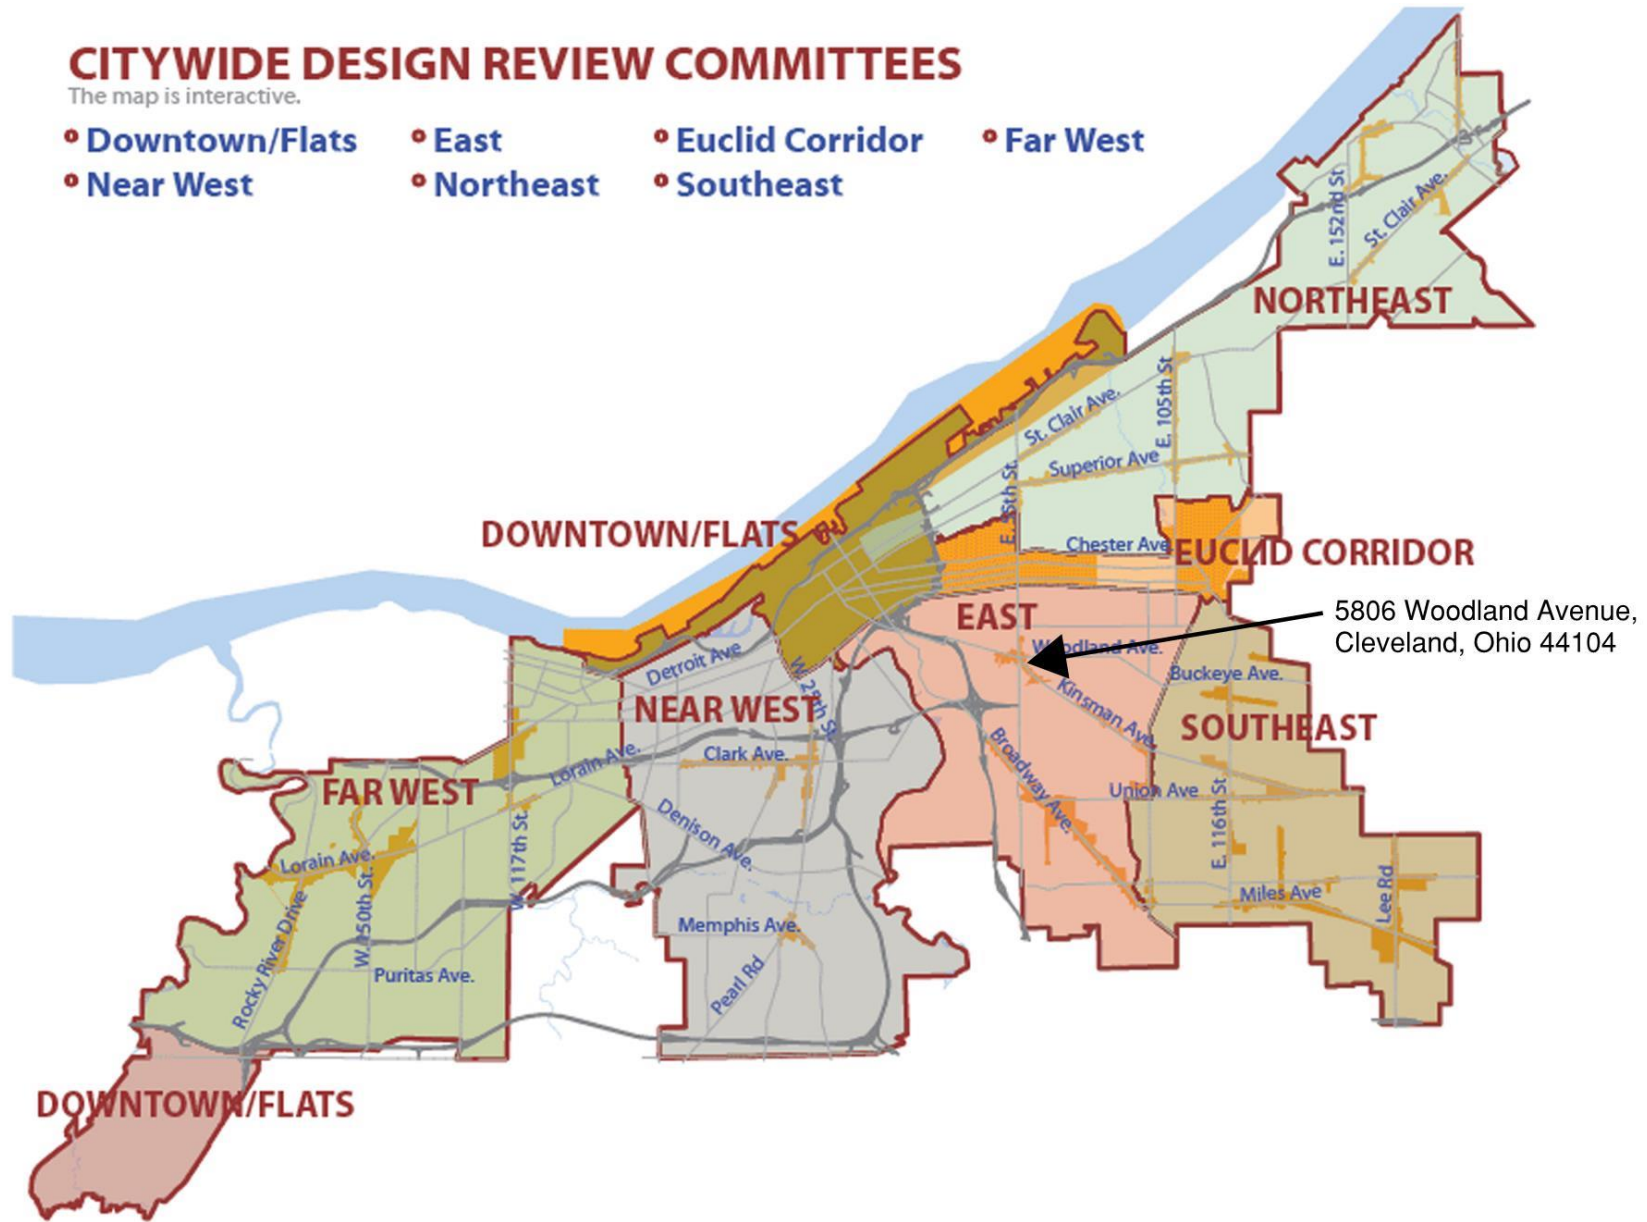 CITYWIDE DESIGN REVIEW COMMITTEES
The map is interactive.
Downtown/Flats East Euclid Corridor Far West
Near West Northeast Southeast
E. 152nd St
St. Clair Ave.
NORTHEAST
E. 105th St
St. Clair Ave.
Superior Ave
DOWNTOWN/FLATS
Chester Ave
EUCLID CORRIDOR
EAST
5806 Woodland Avenue,
Cleveland, Ohio 44104
Woodland Ave.
Detroit Ave
Buckeye Ave.
W. 25th St.
Kinsman Ave.
NEAR WEST
SOUTHEAST
Clark Ave.
Lorain Ave.
Broadway Ave.
FAR WEST
Union Ave
Denison Ave.
E. 116th St
W. 117th St.
Lorain Ave.
Miles Ave
Lee Rd
W. 150th St.
Rocky River Drive
Memphis Ave.
Puritas Ave.
Pearl Rd
DOWNTOWN/FLATS